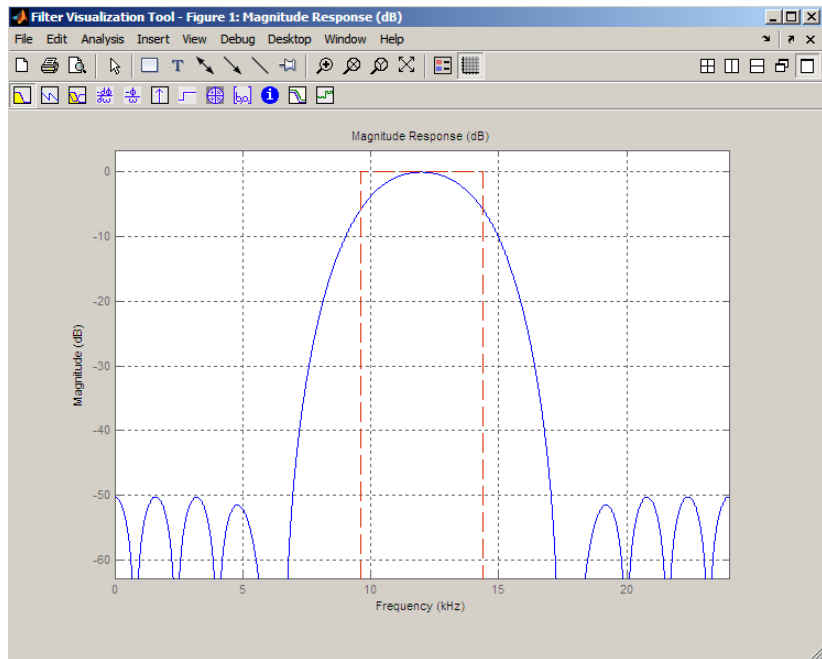 Filter Visualization Tool - Figure 1: Magnitude Response (dB)
File Edit Analysis Insert View Debug Desktop Window Help
Magnitude Response (dB)
0
-10
-20
-30
-40
-50
-60
Magnitude (dB)
0 5 10 15 20
Frequency (kHz)